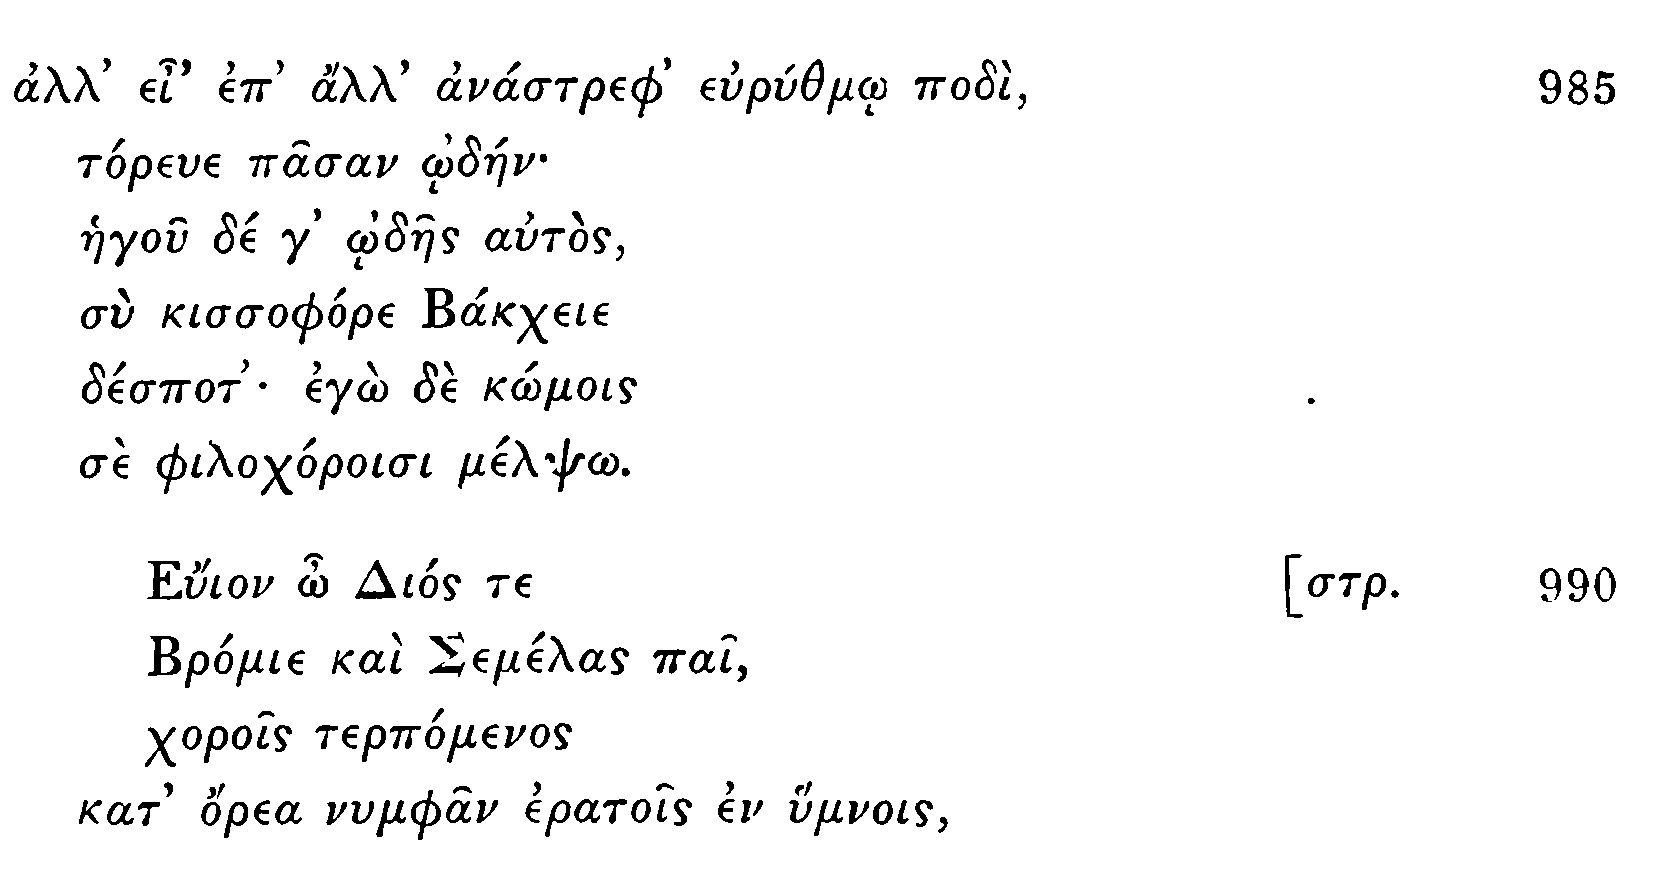 ἀλλ’ εἶ’ ἐπ’ ἄλλ’ ἀνάστρεφ’ εὐρύθμῳ ποδὶ, 985
τόρευε πᾶσαν ᾠδήν·
ἡγοῦ δέ γ’ ᾠδῆς αὐτὸς,
σὺ κισσοφόρε Βάκχειε
δέσποτ’· ἐγὼ δὲ κώμοις
σὲ φιλοχόροισι μέλψω.
Εὔιον ὦ Διός τε [στρ. 990
Βρόμιε καὶ Σεμέλας παῖ,
χοροῖς τερπόμενος
κατ’ ὄρεα νυμφᾶν ἐρατοῖς ἐν ὕμνοις,